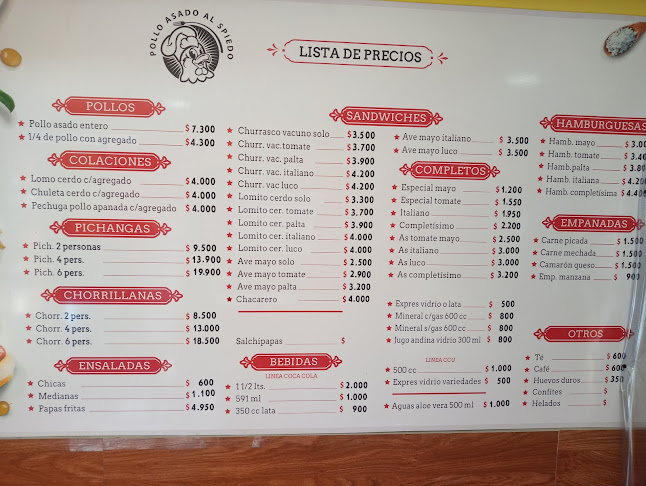 POLLO ASADO AL SPIEDO
LISTA DE PRECIOS
POLLOS
Pollo asado entero $ 7.300
1/4 de pollo con agregado $ 4.300
COLACIONES
Lomo cerdo c/agregado $ 4.000
Chuleta cerdo c/agregado $ 4.000
Pechuga pollo apanada c/agregado $ 4.000
PICHANGAS
Pich. 2 personas $ 9.500
Pich. 4 pers. $ 13.900
Pich. 6 pers. $ 19.900
CHORRILLANAS
Chorr. 2 pers. $ 8.500
Chorr. 4 pers. $ 13.000
Chorr. 6 pers. $ 18.500
ENSALADAS
Chicas $ 600
Medianas $ 1.100
Papas fritas $ 4.950
SANDWICHES
Churrasco vacuno solo $ 3.500
Churr. vac.tomate $ 3.700
Churr. vac. palta $ 3.900
Churr. vac. italiano $ 4.200
Churr. vac luco $ 4.200
Lomito cerdo solo $ 3.300
Lomito cer. tomate $ 3.700
Lomito cer. palta $ 3.900
Lomito cer. italiano $ 4.000
Lomito cer. luco $ 4.000
Ave mayo solo $ 2.500
Ave mayo tomate $ 2.900
Ave mayo palta $ 3.200
Chacarero $ 4.000
Salchipapas $
Ave mayo italiano $ 3.500
Ave mayo luco $ 3.500
COMPLETOS
Especial mayo $ 1.200
Especial tomate $ 1.550
Italiano $ 1.950
Completísimo $ 2.200
As tomate mayo $ 2.500
As italiano $ 3.000
As luco $ 3.000
As completísimo $ 3.200
BEBIDAS
LINEA COCA COLA
1 1/2 lts. $ 2.000
591 ml $ 1.000
350 cc lata $ 900
Expres vidrio o lata $ 500
Mineral c/gas 600 cc $ 800
Mineral s/gas 600 cc $ 800
Jugo andina vidrio 300 ml $ 800
LINEA CCU
500 cc $ 1.000
Expres vidrio variedades $ 500
Aguas aloe vera 500 ml $ 1.000
HAMBURGUESAS
Hamb. mayo $ 3.00
Hamb. tomate $ 3.40
Hamb.palta $ 3.80
Hamb. italiana $ 4.200
Hamb. completísima $ 4.400
EMPANADAS
Carne picada $ 1.500
Carne mechada $ 1.500
Camarón queso $ 1.500
Emp. manzana $ 900
OTROS
Té $ 600
Café $ 600
Huevos duros $ 350
Confites $
Helados $